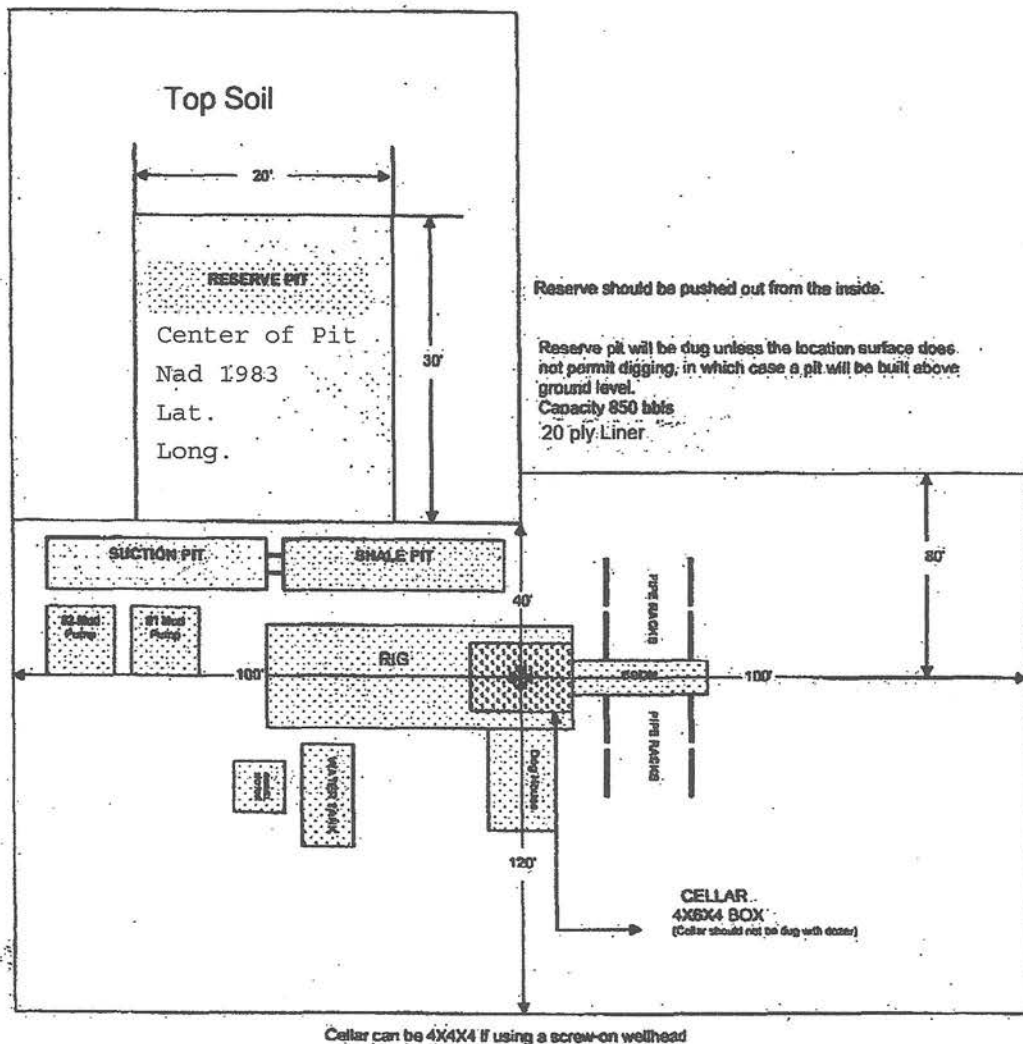 Top Soil
20'
RESERVE PIT
Center of Pit
Nad 1983
Lat.
Long.
30'
Reserve should be pushed out from the inside.
Reserve pit will be dug unless the location surface does
not permit digging, in which case a pit will be built above
ground level.
Capacity 850 bbls
20 ply Liner
SUCTION PIT
SHALE PIT
80'
40'
PIPE RACKS
#2 Mud
Pump
#1 Mud
Pump
RIG
100'
100'
PIPE RACKS
WATER TANK
Dog House
120'
CELLAR
4X6X4 BOX
(Cellar should not be dug with dozer)
Cellar can be 4X4X4 if using a screw-on wellhead